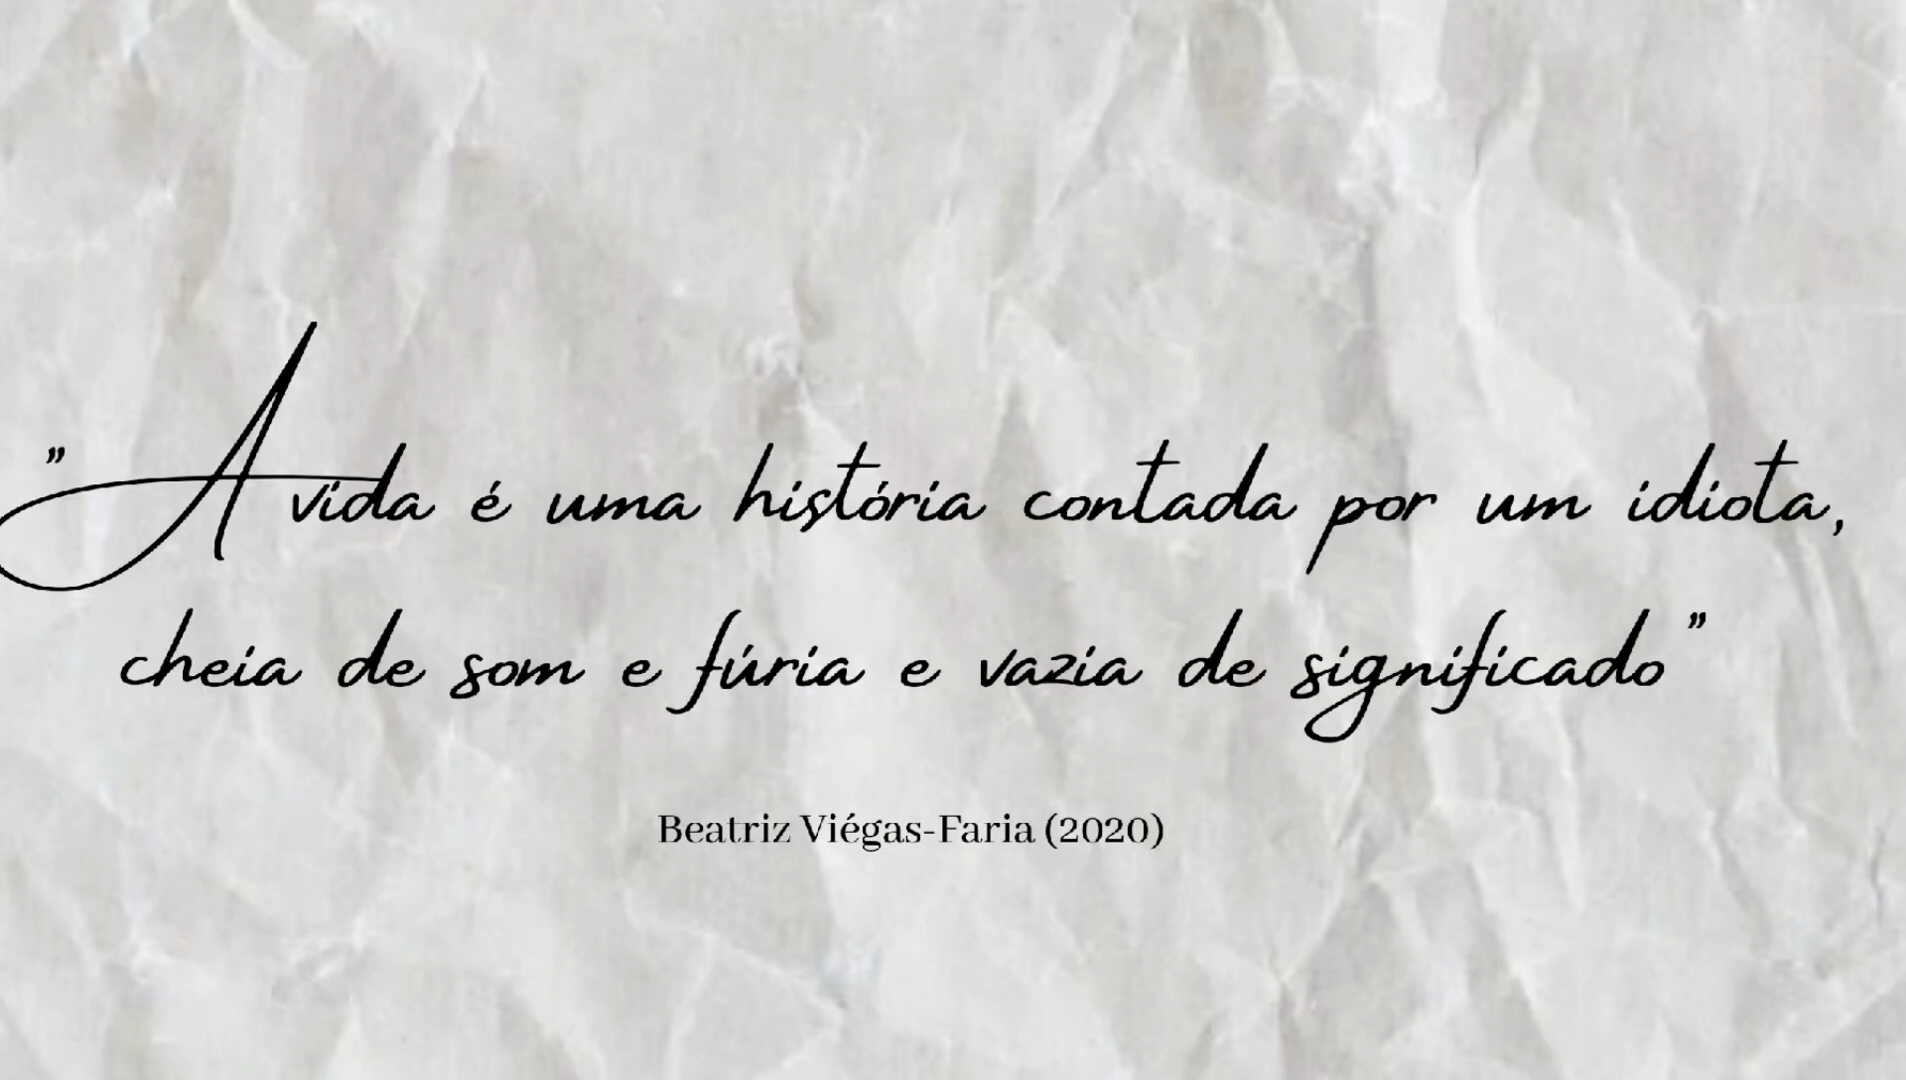 "A vida é uma história contada por um idiota,
cheia de som e fúria e vazia de significado"
Beatriz Viégas-Faria (2020)